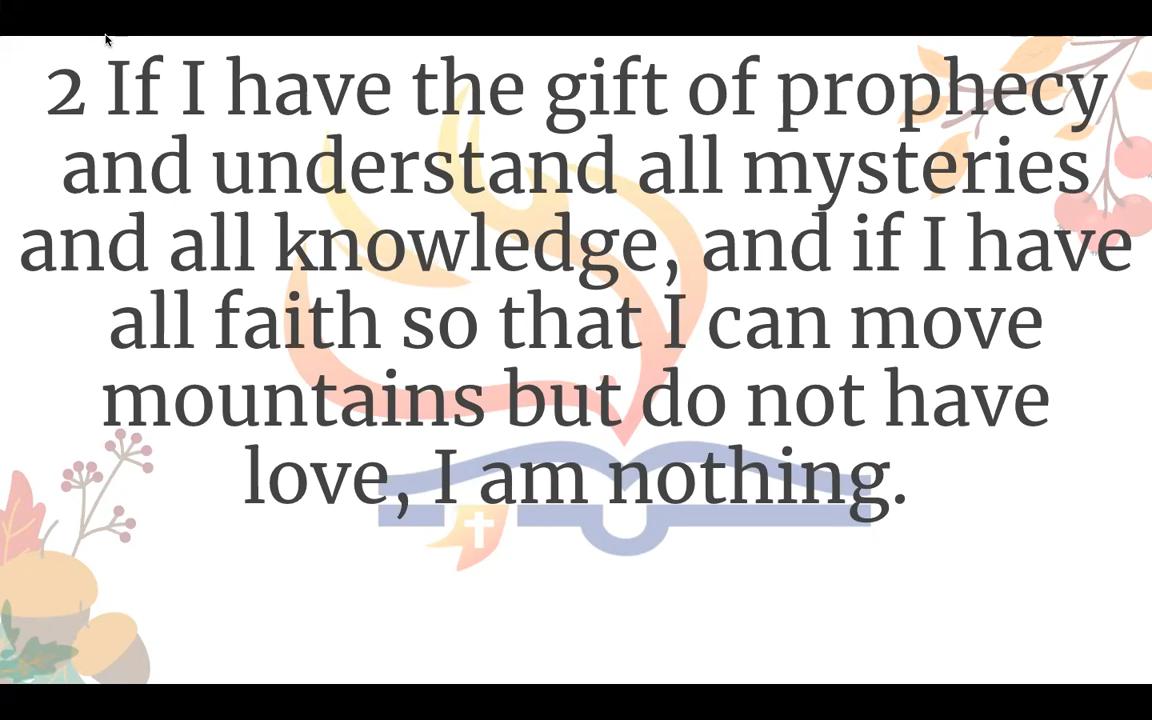 2 If I have the gift of prophecy
and understand all mysteries
and all knowledge, and if I have
all faith so that I can move
mountains but do not have
love, I am nothing.